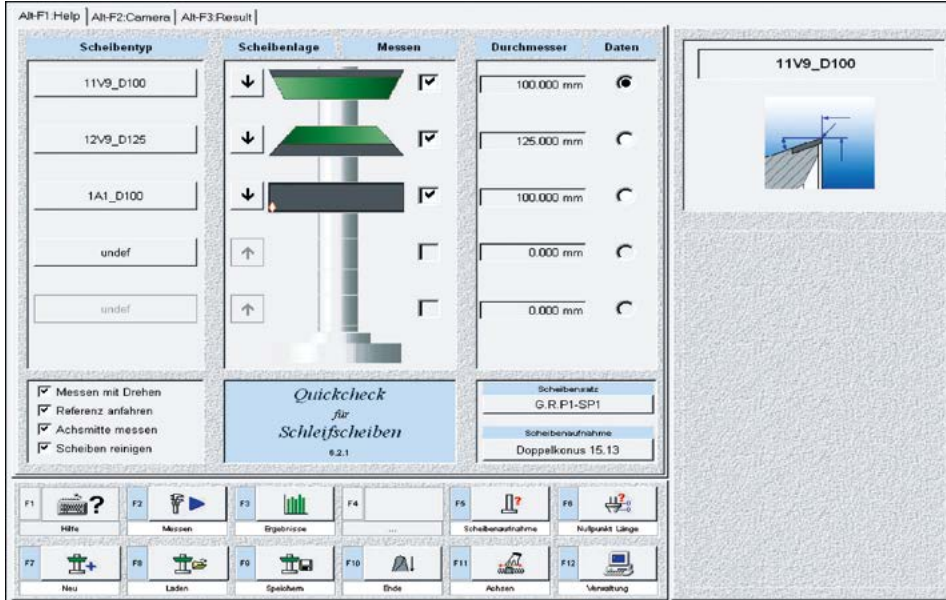 Alt-F1:Help Alt-F2:Camera Alt-F3:Result
Scheibentyp Scheibenlage Messen Durchmesser Daten
11V9_D100 100.000 mm
12V9_D125 125.000 mm
1A1_D100 100.000 mm
undef 0.000 mm
undef 0.000 mm
11V9_D100
Messen mit Drehen
Referenz anfahren
Achsmitte messen
Scheiben reinigen
Quickcheck
für
Schleifscheiben
6.2.1
Scheibensatz
G.R.P1-SP1
Scheibenaufnahme
Doppelkonus 15.13
F1 ? F2 F3 F4 F5 ? F6 ?
Hilfe Messen Ergebnisse ... Scheibenaufnahme Nullpunkt Länge
F7 + F8 F9 F10 F11 F12
Neu Laden Speichern Ende Achsen Verwaltung